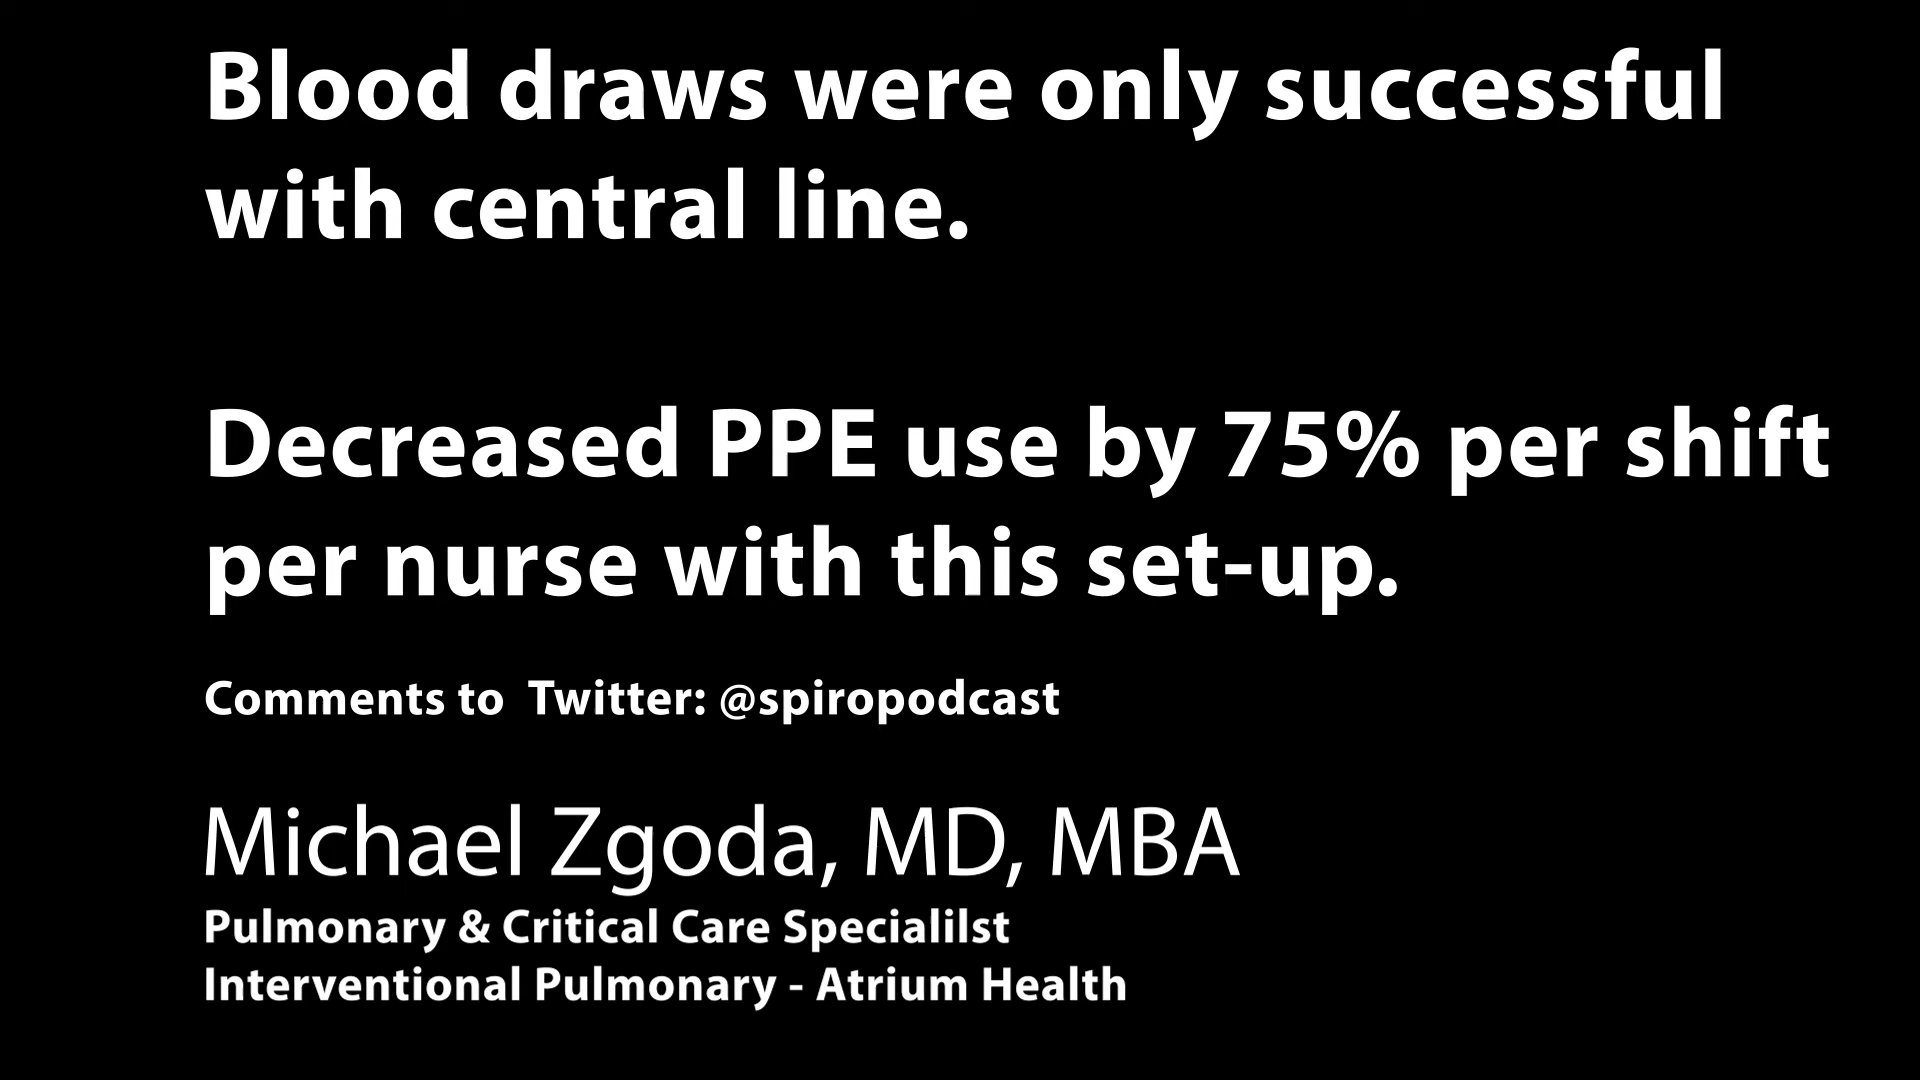 Blood draws were only successful
with central line.
Decreased PPE use by 75% per shift
per nurse with this set-up.
Comments to  Twitter: @spiropodcast
Michael Zgoda, MD, MBA
Pulmonary & Critical Care Specialilst
Interventional Pulmonary - Atrium Health